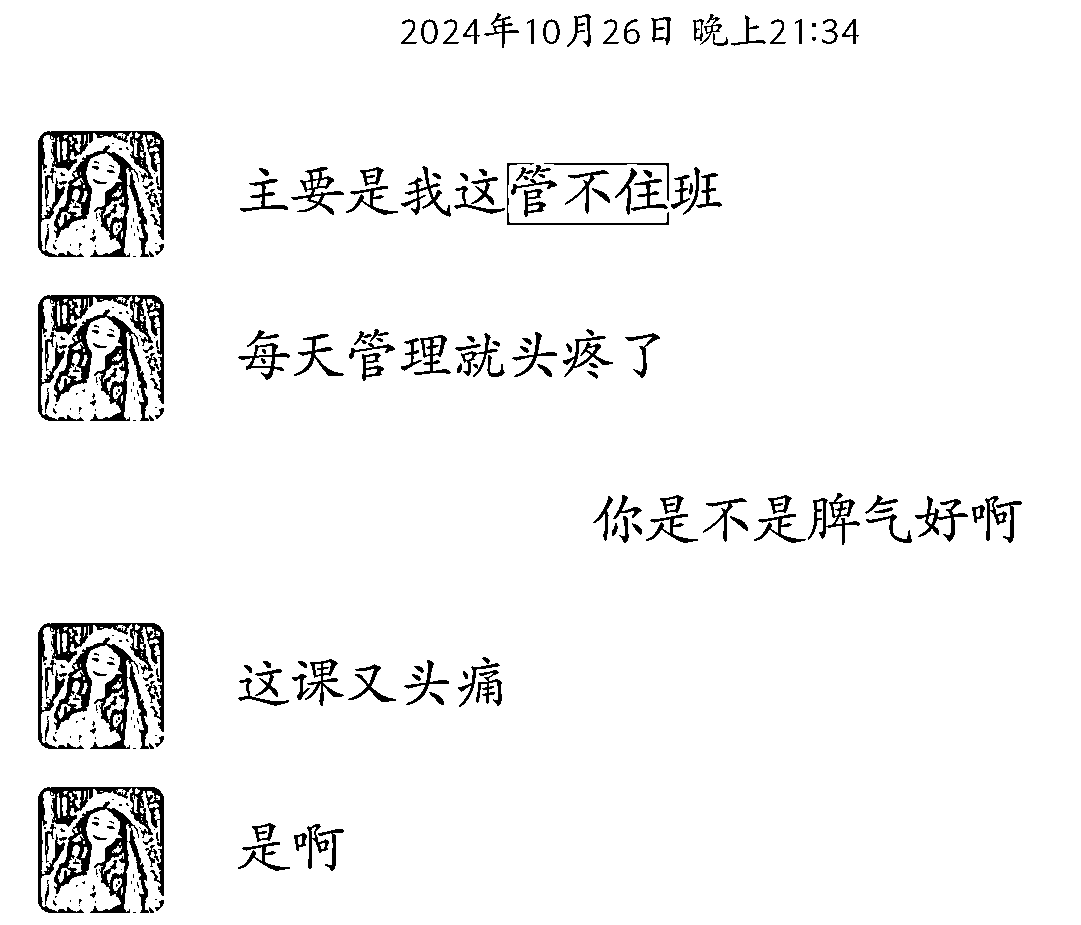 2024年10月26日 晚上21:34
主要是我这管不住班
每天管理就头疼了
你是不是脾气好啊
这课又头痛
是啊